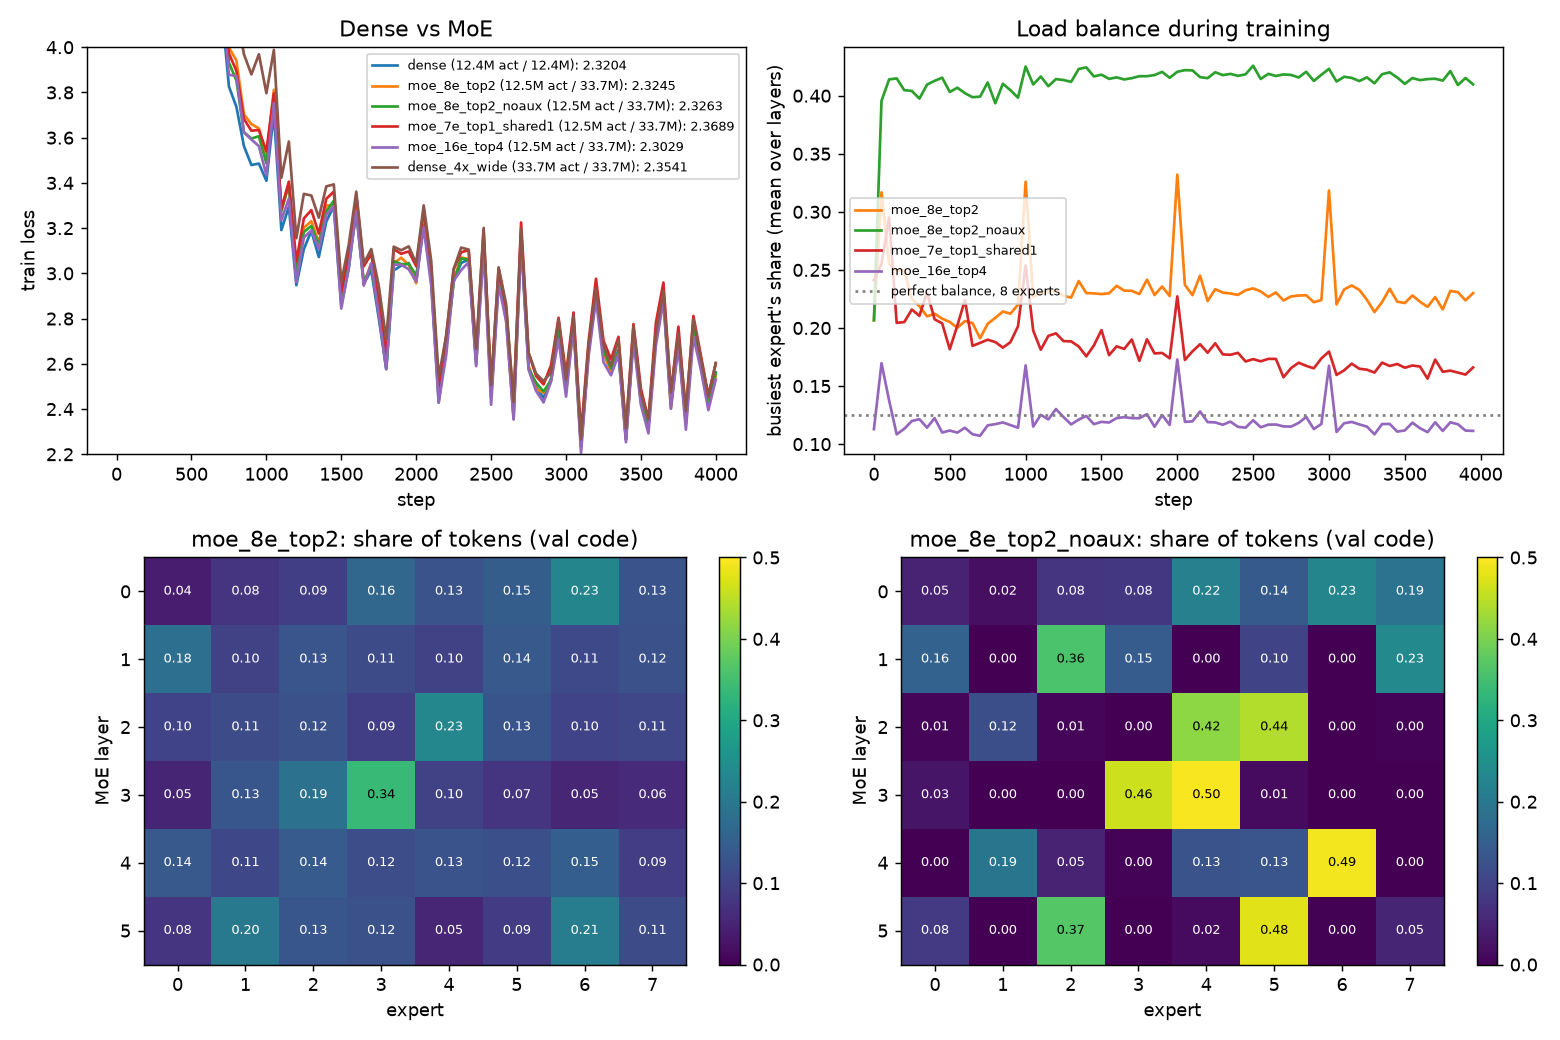 Dense vs MoE
train loss
4.0
3.8
3.6
3.4
3.2
3.0
2.8
2.6
2.4
2.2
dense (12.4M act / 12.4M): 2.3204
moe_8e_top2 (12.5M act / 33.7M): 2.3245
moe_8e_top2_noaux (12.5M act / 33.7M): 2.3263
moe_7e_top1_shared1 (12.5M act / 33.7M): 2.3689
moe_16e_top4 (12.5M act / 33.7M): 2.3029
dense_4x_wide (33.7M act / 33.7M): 2.3541
0 500 1000 1500 2000 2500 3000 3500 4000
step
Load balance during training
busiest expert's share (mean over layers)
0.40
0.35
0.30
0.25
0.20
0.15
0.10
moe_8e_top2
moe_8e_top2_noaux
moe_7e_top1_shared1
moe_16e_top4
perfect balance, 8 experts
0 500 1000 1500 2000 2500 3000 3500 4000
step
moe_8e_top2: share of tokens (val code)
MoE layer
0 0.04 0.08 0.09 0.16 0.13 0.15 0.23 0.13
1 0.18 0.10 0.13 0.11 0.10 0.14 0.11 0.12
2 0.10 0.11 0.12 0.09 0.23 0.13 0.10 0.11
3 0.05 0.13 0.19 0.34 0.10 0.07 0.05 0.06
4 0.14 0.11 0.14 0.12 0.13 0.12 0.15 0.09
5 0.08 0.20 0.13 0.12 0.05 0.09 0.21 0.11
0 1 2 3 4 5 6 7
expert
0.5
0.4
0.3
0.2
0.1
0.0
moe_8e_top2_noaux: share of tokens (val code)
MoE layer
0 0.05 0.02 0.08 0.08 0.22 0.14 0.23 0.19
1 0.16 0.00 0.36 0.15 0.00 0.10 0.00 0.23
2 0.01 0.12 0.01 0.00 0.42 0.44 0.00 0.00
3 0.03 0.00 0.00 0.46 0.50 0.01 0.00 0.00
4 0.00 0.19 0.05 0.00 0.13 0.13 0.49 0.00
5 0.08 0.00 0.37 0.00 0.02 0.48 0.00 0.05
0 1 2 3 4 5 6 7
expert
0.5
0.4
0.3
0.2
0.1
0.0